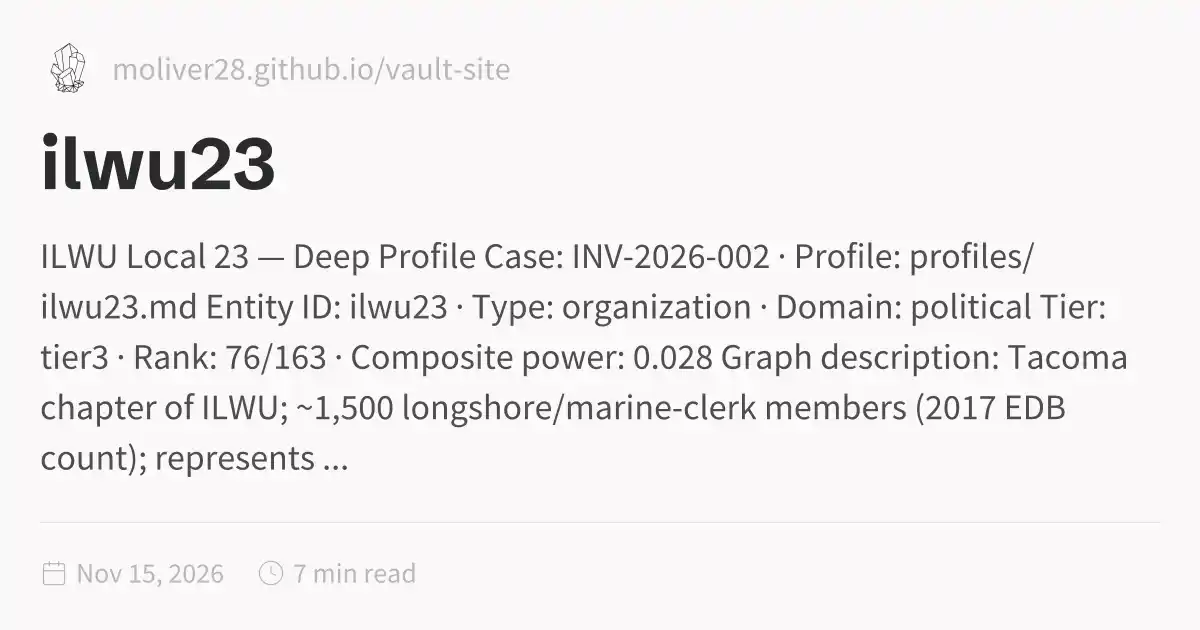 moliver28.github.io/vault-site
ilwu23
ILWU Local 23 — Deep Profile Case: INV-2026-002 · Profile: profiles/
ilwu23.md Entity ID: ilwu23 · Type: organization · Domain: political Tier:
tier3 · Rank: 76/163 · Composite power: 0.028 Graph description: Tacoma
chapter of ILWU; ~1,500 longshore/marine-clerk members (2017 EDB
count); represents ...
Nov 15, 2026 7 min read